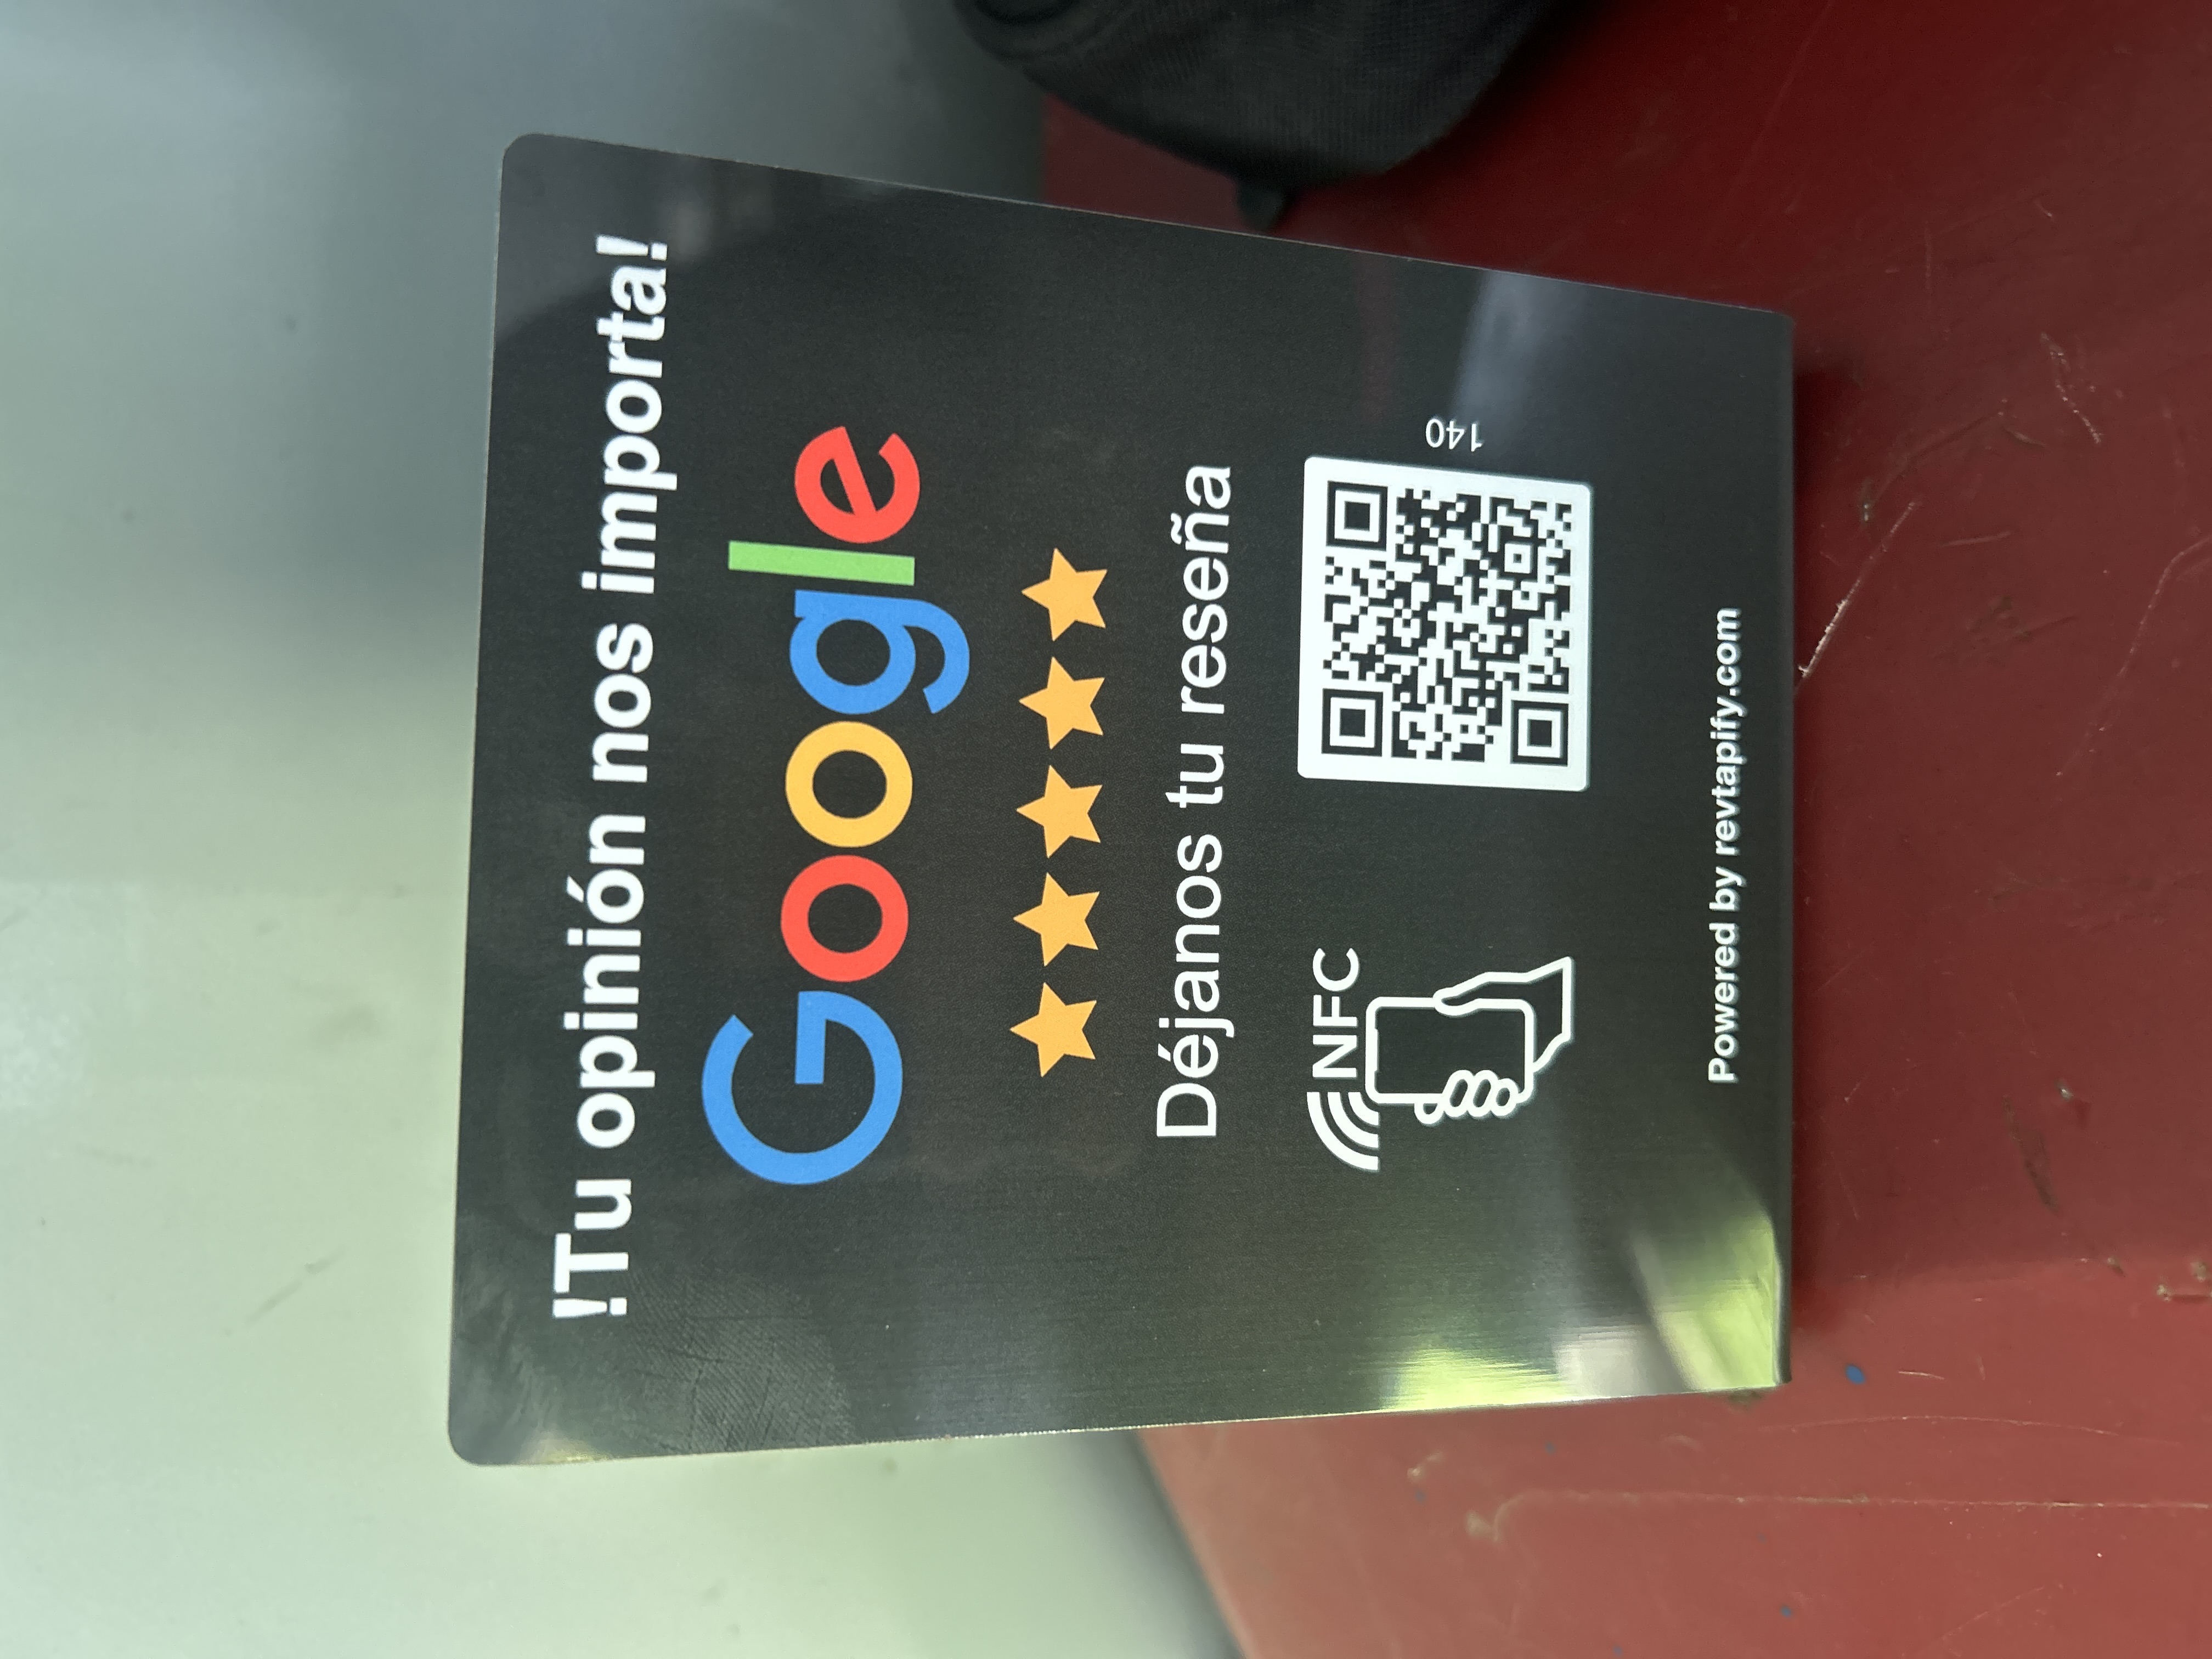 ¡Tu opinión nos importa!
Google
Déjanos tu reseña
NFC
140
Powered by revtapify.com